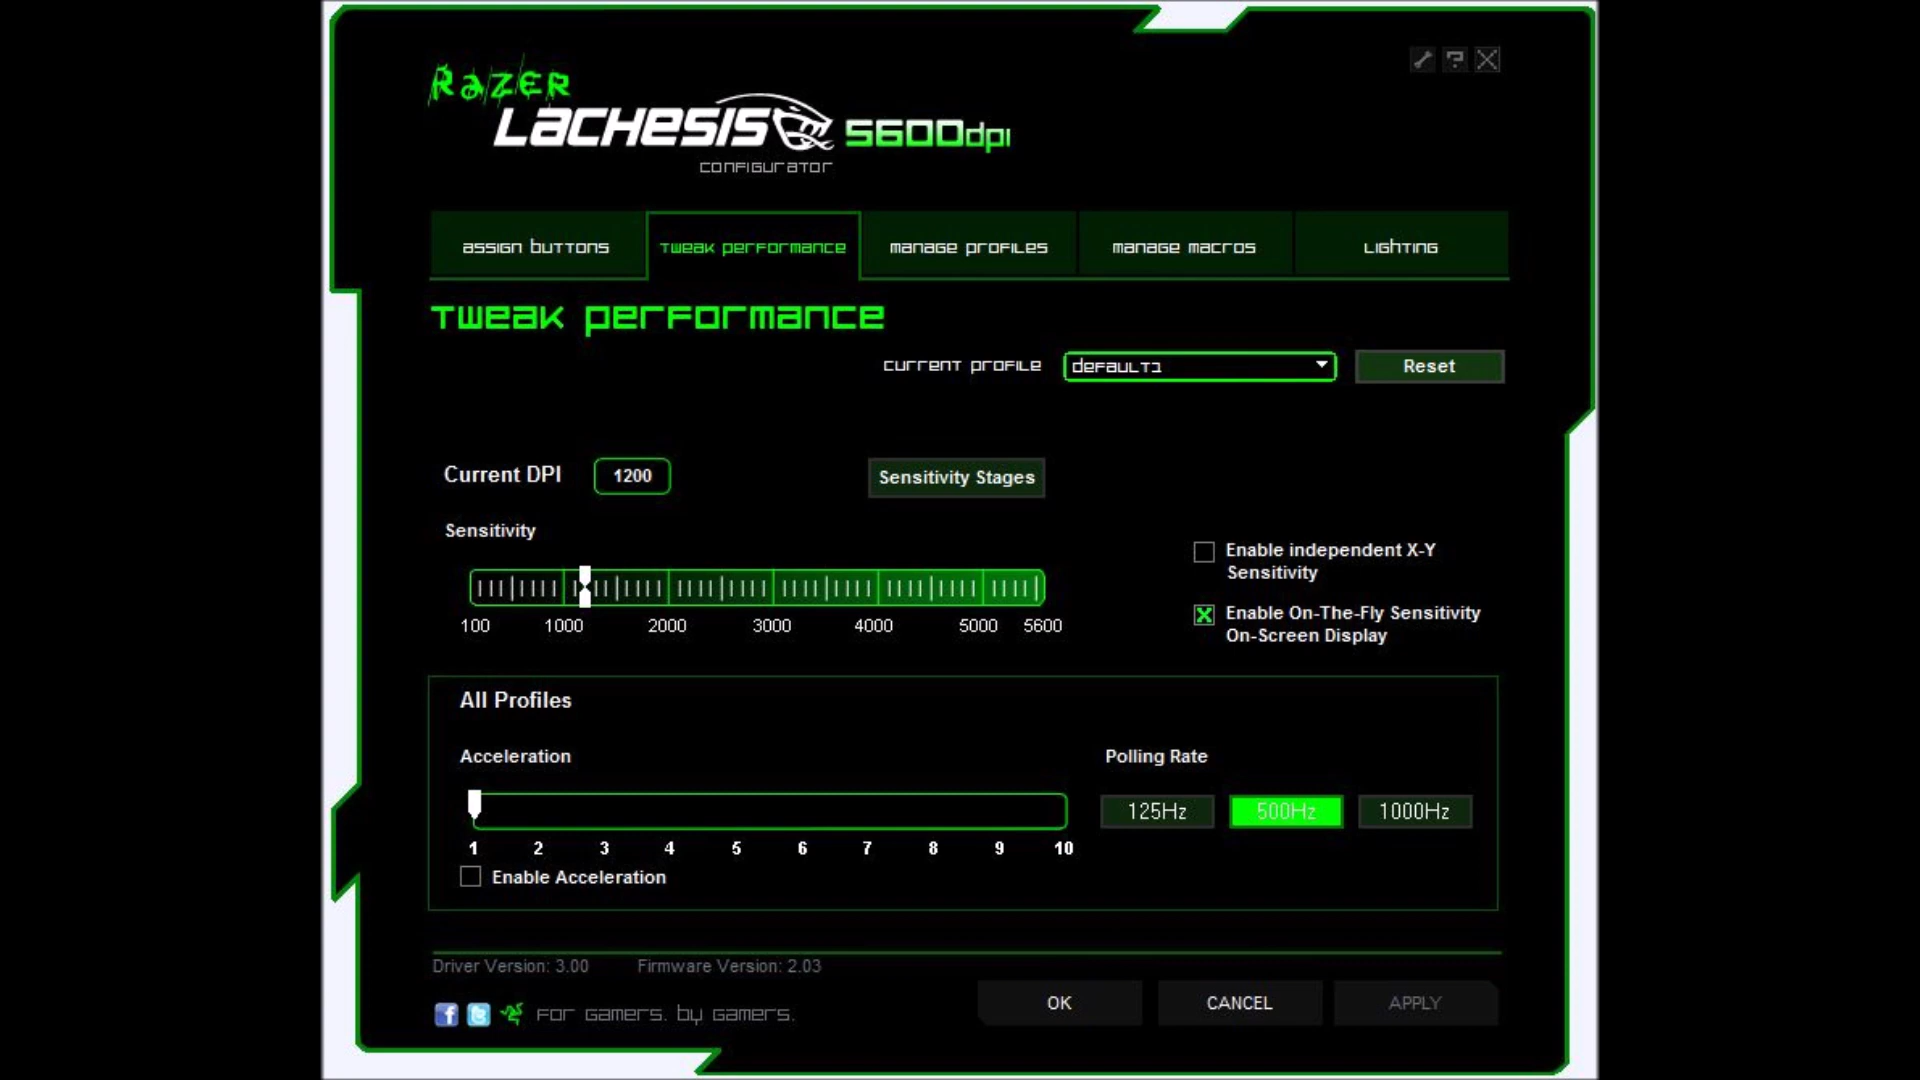 RAZER
LACHESIS 5600dpi
CONFIGURATOR
ASSIGN BUTTONS TWEAK PERFORMANCE MANAGE PROFILES MANAGE MACROS LIGHTING
TWEAK PERFORMANCE
CURRENT PROFILE DEFAULT1 Reset
Current DPI 1200 Sensitivity Stages
Sensitivity
100 1000 2000 3000 4000 5000 5600
Enable independent X-Y
Sensitivity
Enable On-The-Fly Sensitivity
On-Screen Display
All Profiles
Acceleration
1 2 3 4 5 6 7 8 9 10
Enable Acceleration
Polling Rate
125Hz 500Hz 1000Hz
Driver Version: 3.00 Firmware Version: 2.03
FOR GAMERS. BY GAMERS.
OK CANCEL APPLY